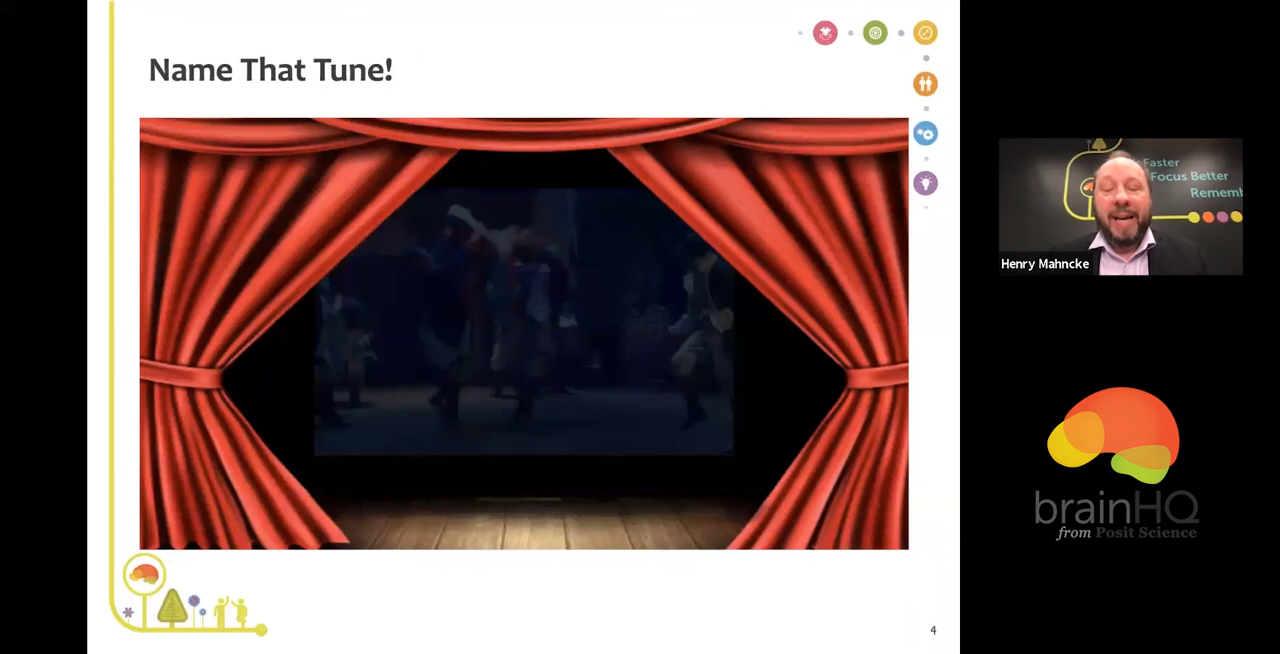 Name That Tune!
4
Faster
Focus Better
Rememb
Henry Mahncke
brainHQ
from Posit Science